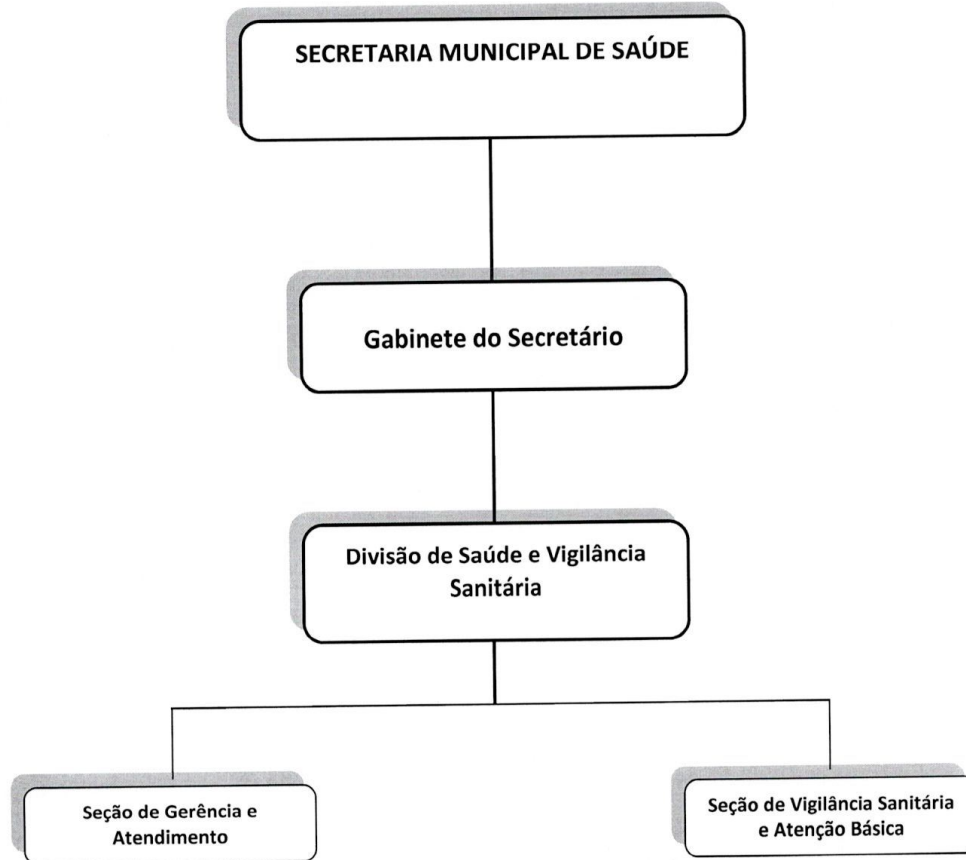 SECRETARIA MUNICIPAL DE SAÚDE
Gabinete do Secretário
Divisão de Saúde e Vigilância
Sanitária
Seção de Gerência e
Atendimento
Seção de Vigilância Sanitária
e Atenção Básica